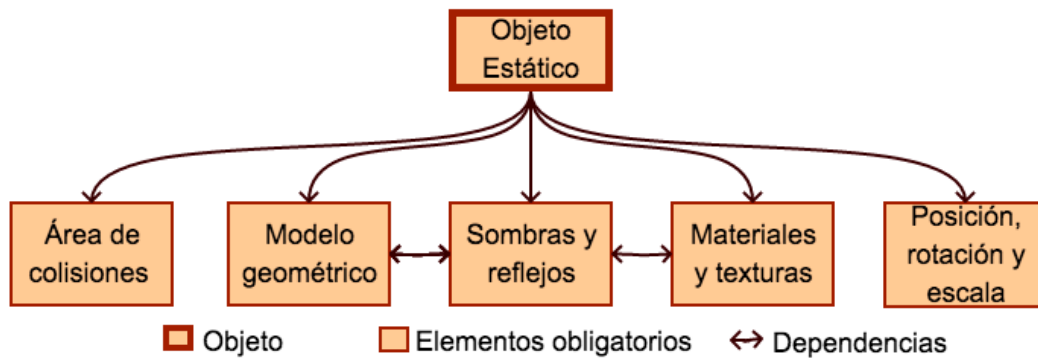 Objeto
Estático
Área de
colisiones
Modelo
geométrico
Sombras y
reflejos
Materiales
y texturas
Posición,
rotación y
escala
Objeto
Elementos obligatorios
Dependencias